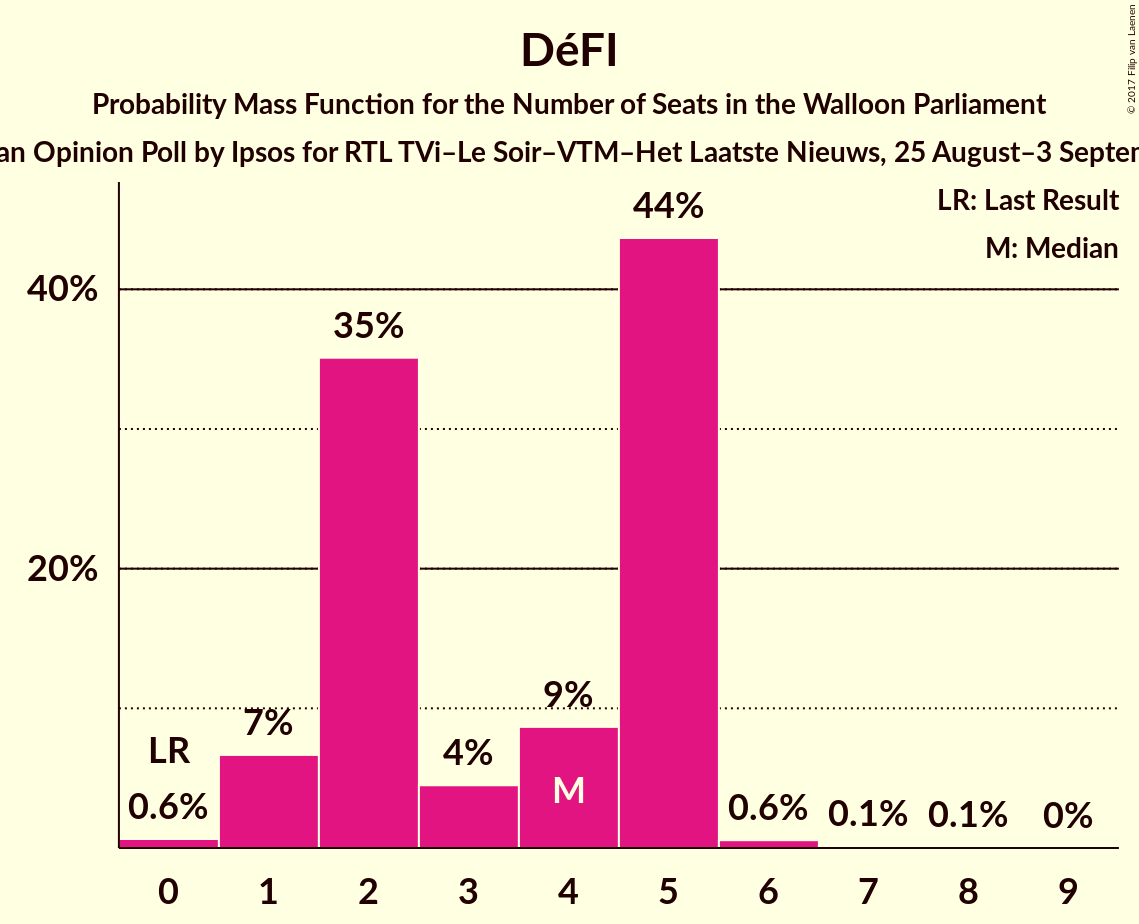 © 2017 Filip van Laenen
DéFI
Probability Mass Function for the Number of Seats in the Walloon Parliament
an Opinion Poll by Ipsos for RTL TVi–Le Soir–VTM–Het Laatste Nieuws, 25 August–3 Septem
LR: Last Result
M: Median
44%
40%
35%
20%
9%
7%
LR
4%
M
0.6%
0.6%
0.1%
0.1%
0%
0 1 2 3 4 5 6 7 8 9